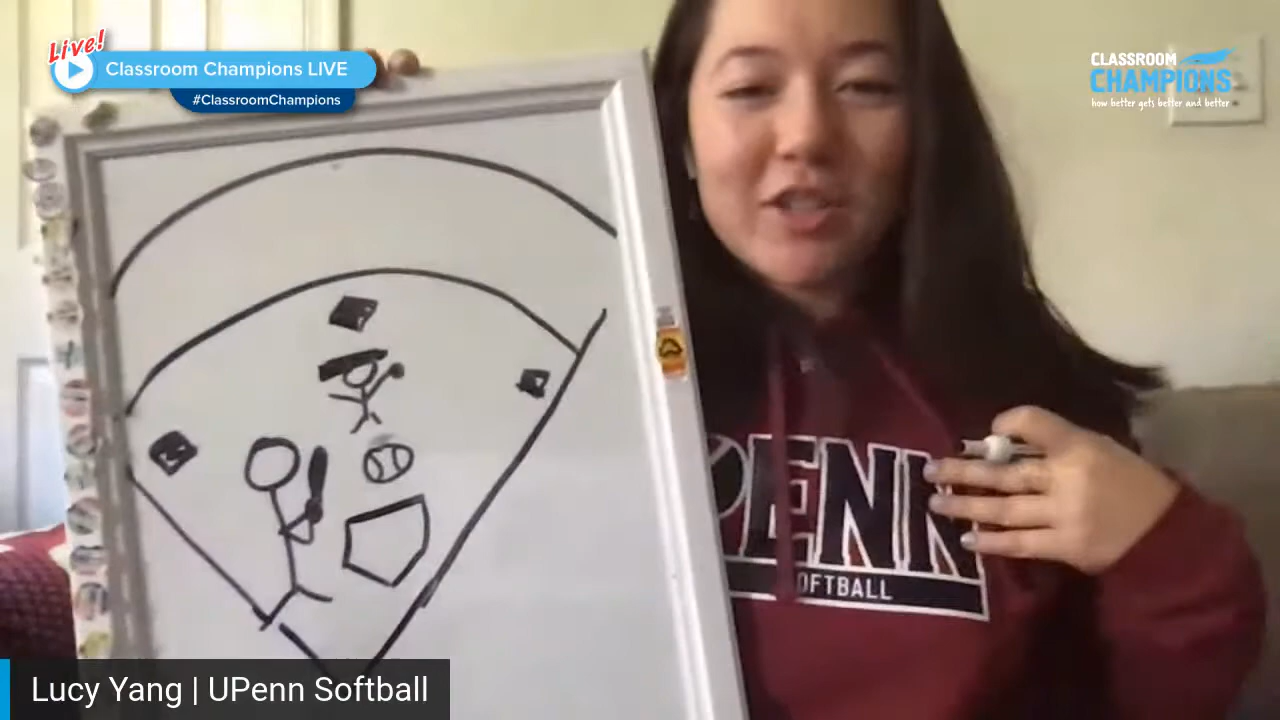 Live!
Classroom Champions LIVE
#ClassroomChampions
CLASSROOM
CHAMPIONS
how better gets better and better
PENN
SOFTBALL
Lucy Yang | UPenn Softball